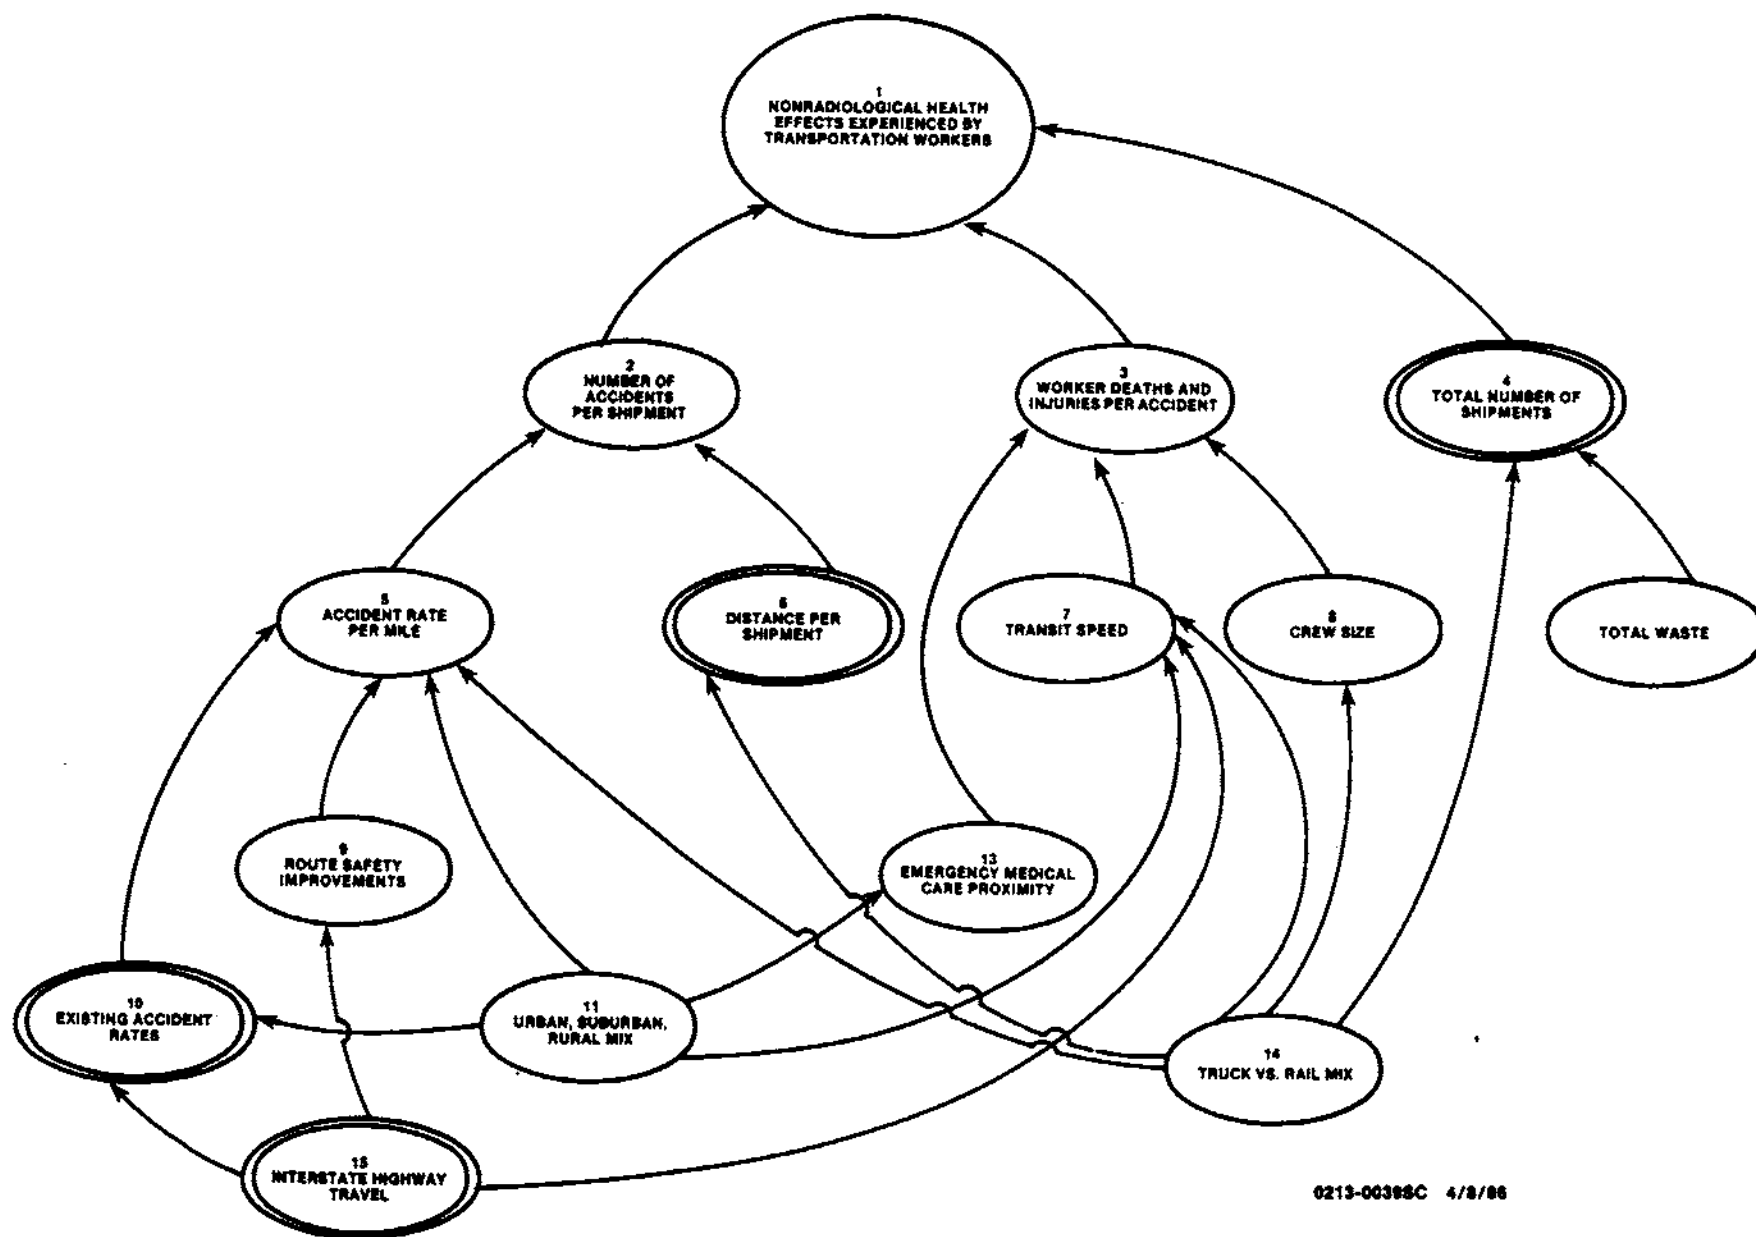 1
NONRADIOLOGICAL HEALTH
EFFECTS EXPERIENCED BY
TRANSPORTATION WORKERS
2
NUMBER OF
ACCIDENTS
PER SHIPMENT
3
WORKER DEATHS AND
INJURIES PER ACCIDENT
4
TOTAL NUMBER OF
SHIPMENTS
5
ACCIDENT RATE
PER MILE
6
DISTANCE PER
SHIPMENT
7
TRANSIT SPEED
8
CREW SIZE
TOTAL WASTE
9
ROUTE SAFETY
IMPROVEMENTS
13
EMERGENCY MEDICAL
CARE PROXIMITY
10
EXISTING ACCIDENT
RATES
11
URBAN, SUBURBAN,
RURAL MIX
14
TRUCK VS. RAIL MIX
15
INTERSTATE HIGHWAY
TRAVEL
0213-0039SC 4/8/86